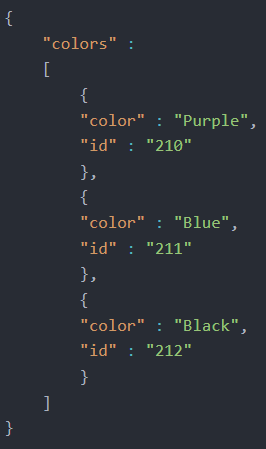 {
    "colors" :
    [
        {
        "color" : "Purple",
        "id" : "210"
        },
        {
        "color" : "Blue",
        "id" : "211"
        },
        {
        "color" : "Black",
        "id" : "212"
        }
    ]
}